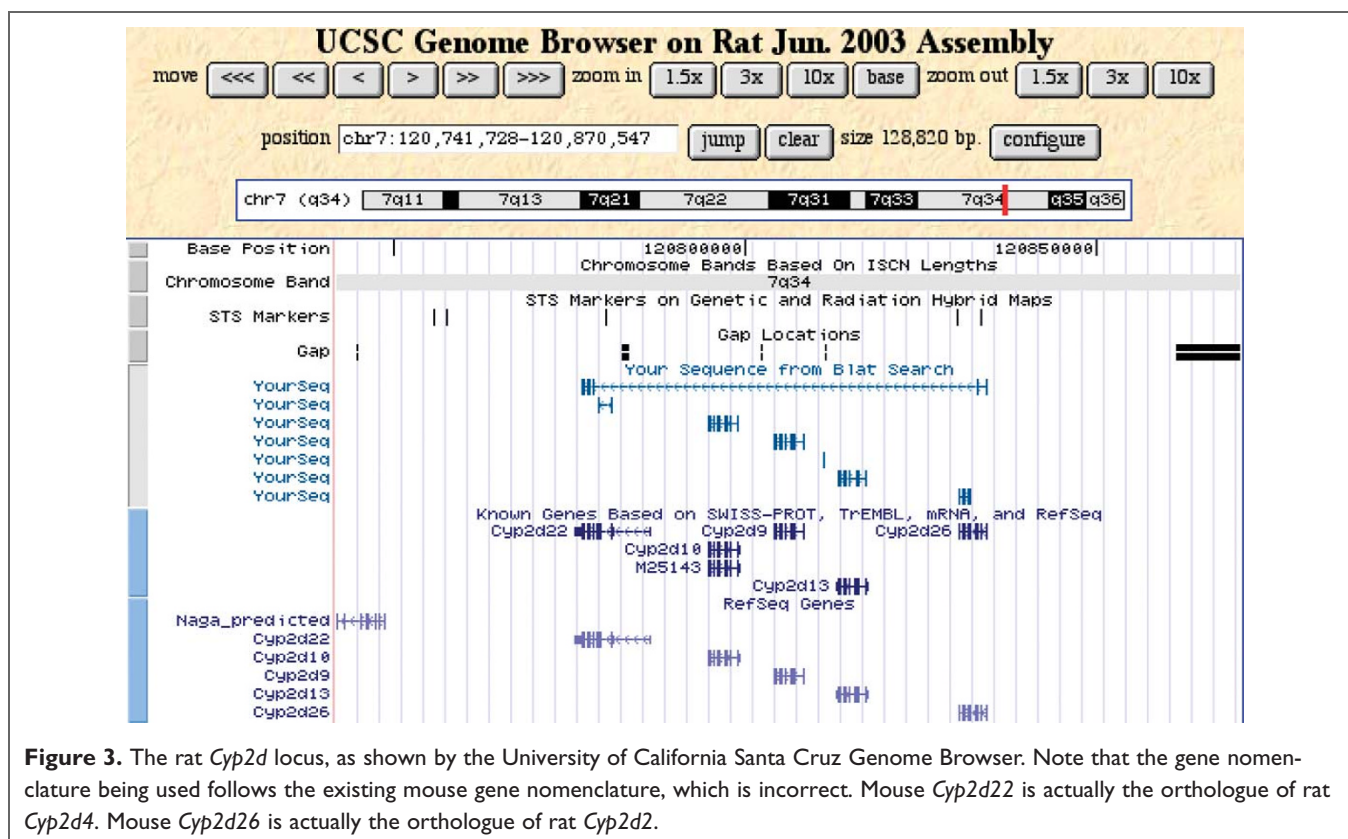 UCSC Genome Browser on Rat Jun. 2003 Assembly
move <<< << < > >> >>> zoom in 1.5x 3x 10x base zoom out 1.5x 3x 10x
position chr7:120,741,728-120,870,547 jump clear size 128,820 bp. configure
chr7 (q34) 7q11 7q13 7q21 7q22 7q31 7q33 7q34 q35 q36
Base Position 120800000| 120850000|
Chromosome Bands Based On ISCN Lengths
Chromosome Band 7q34
STS Markers on Genetic and Radiation Hybrid Maps
STS Markers
Gap Locations
Gap
Your Sequence from Blat Search
YourSeq
YourSeq
YourSeq
YourSeq
YourSeq
YourSeq
YourSeq
Known Genes Based on SWISS-PROT, TrEMBL, mRNA, and RefSeq
Cyp2d22 Cyp2d9 Cyp2d26
Cyp2d10
M25143
Cyp2d13
RefSeq Genes
Naga_predicted
Cyp2d22
Cyp2d10
Cyp2d9
Cyp2d13
Cyp2d26
Figure 3. The rat Cyp2d locus, as shown by the University of California Santa Cruz Genome Browser. Note that the gene nomen-
clature being used follows the existing mouse gene nomenclature, which is incorrect. Mouse Cyp2d22 is actually the orthologue of rat
Cyp2d4. Mouse Cyp2d26 is actually the orthologue of rat Cyp2d2.